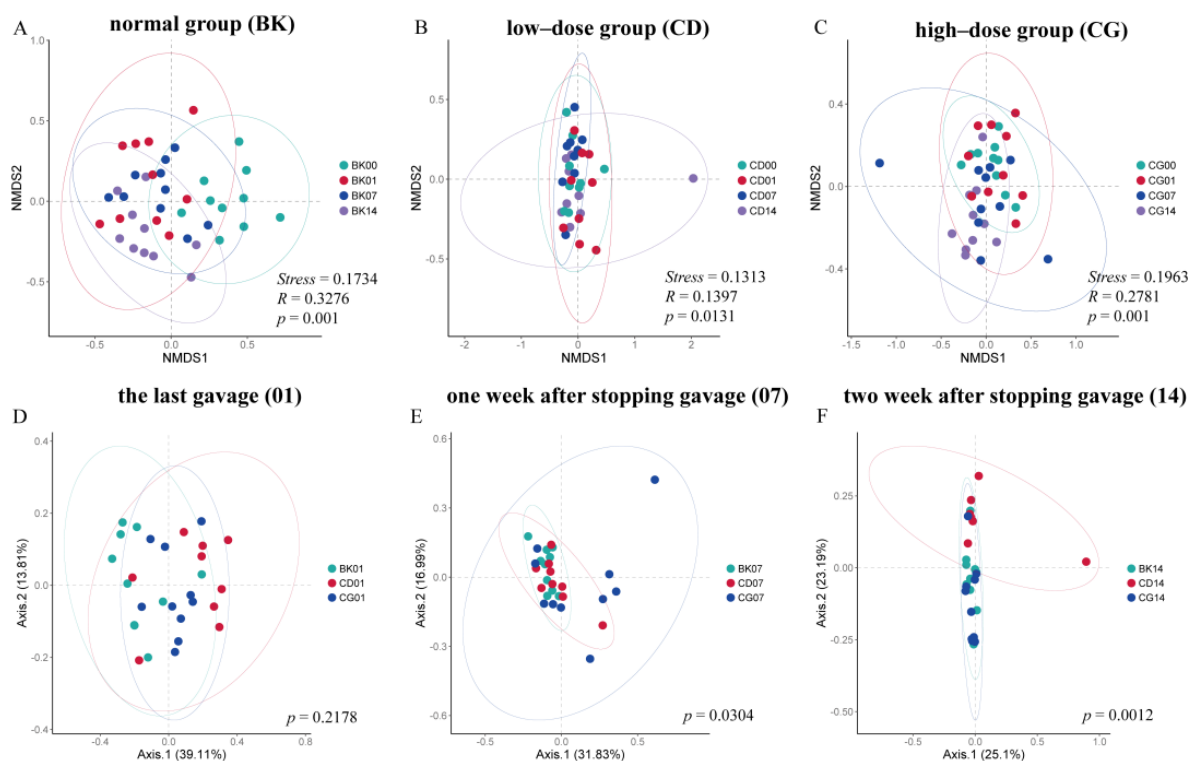 A
normal group (BK)
1.0
0.5
0.0
-0.5
NMDS2
-0.5
0.0
0.5
NMDS1
BK00
BK01
BK07
BK14
Stress = 0.1734
R = 0.3276
p = 0.001
B
low–dose group (CD)
0.5
0.0
-0.5
NMDS2
-2
-1
0
1
2
NMDS1
CD00
CD01
CD07
CD14
Stress = 0.1313
R = 0.1397
p = 0.0131
C
high–dose group (CG)
0.4
0.0
-0.4
NMDS2
-1.5
-1.0
-0.5
0.0
0.5
1.0
NMDS1
CG00
CG01
CG07
CG14
Stress = 0.1963
R = 0.2781
p = 0.001
D
the last gavage (01)
0.4
0.2
0.0
-0.2
-0.4
Axis.2 (13.81%)
-0.4
0.0
0.4
0.8
Axis.1 (39.11%)
BK01
CD01
CG01
p = 0.2178
E
one week after stopping gavage (07)
0.6
0.3
0.0
-0.3
-0.6
Axis.2 (16.99%)
-0.5
0.0
0.5
Axis.1 (31.83%)
BK07
CD07
CG07
p = 0.0304
F
two week after stopping gavage (14)
0.25
0.00
-0.25
-0.50
Axis.2 (23.19%)
-0.5
0.0
0.5
1.0
Axis.1 (25.1%)
BK14
CD14
CG14
p = 0.0012